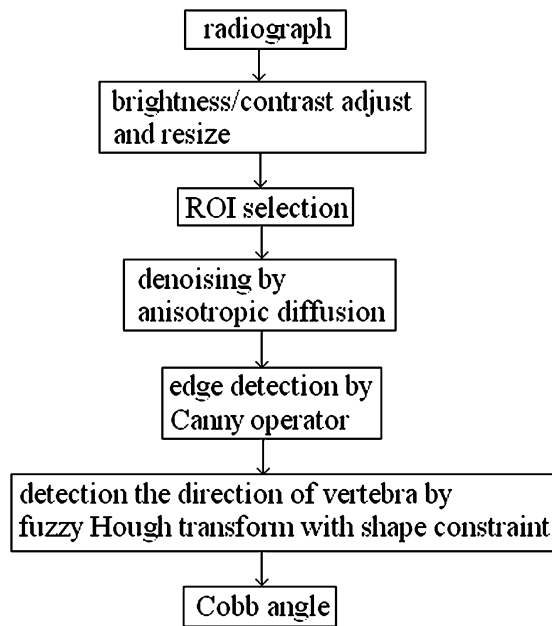 radiograph
brightness/contrast adjust
and resize
ROI selection
denoising by
anisotropic diffusion
edge detection by
Canny operator
detection the direction of vertebra by
fuzzy Hough transform with shape constraint
Cobb angle